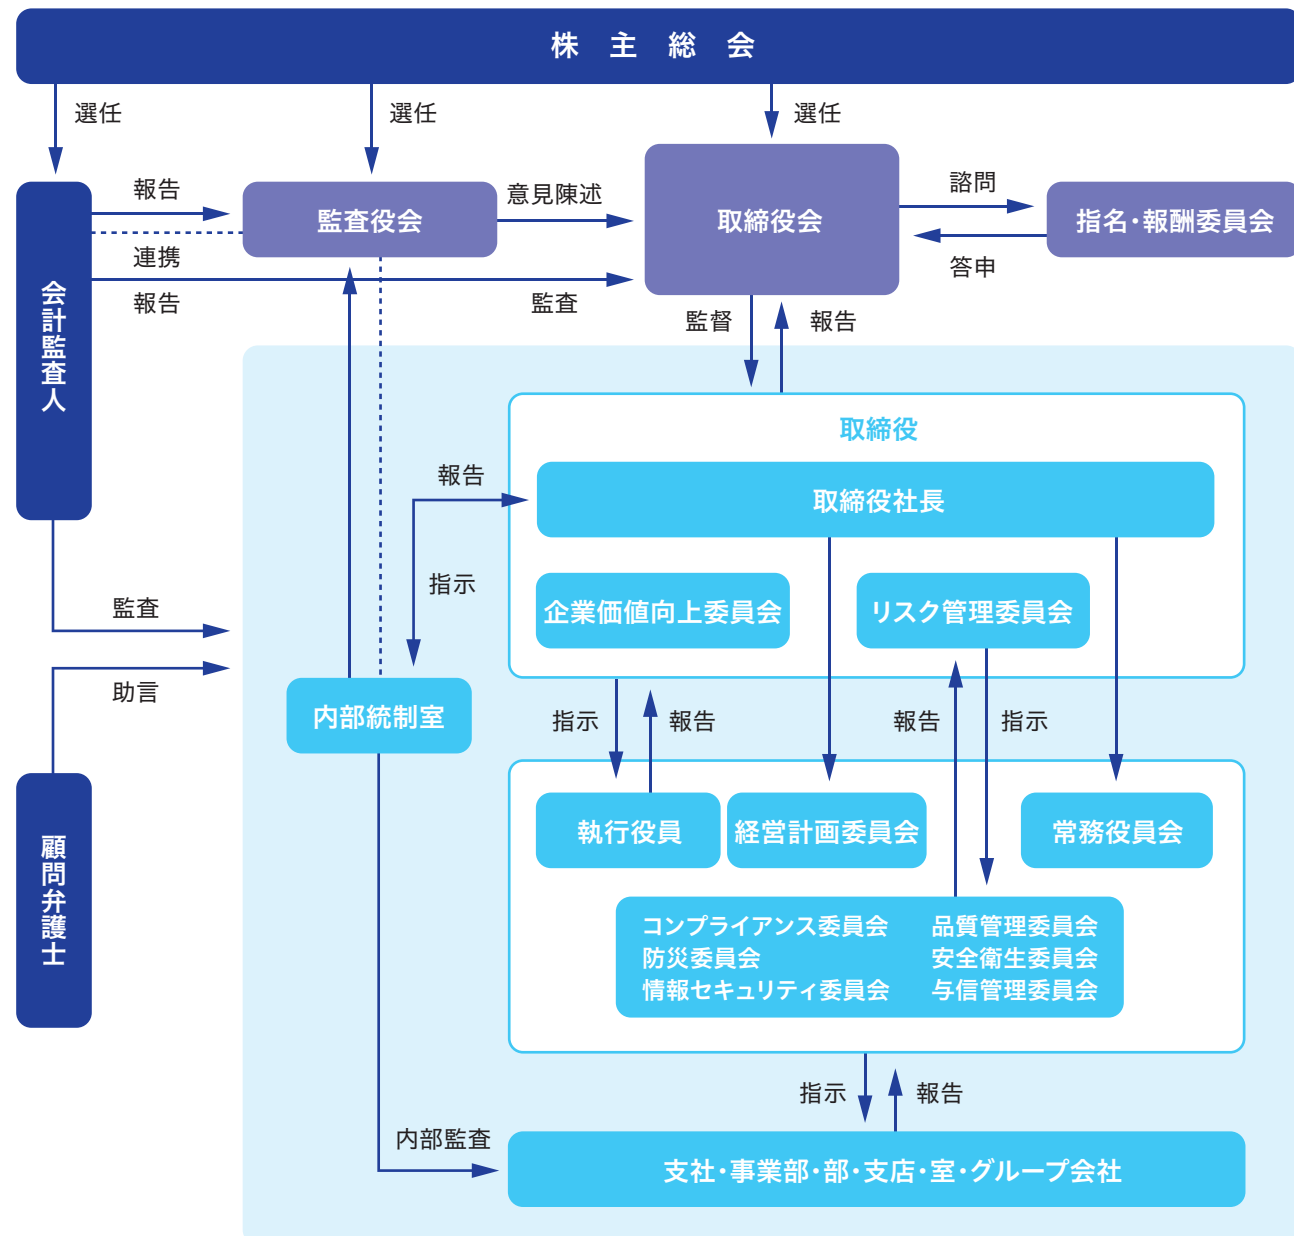 株 主 総 会
選任
選任
選任
報告
監査役会
意見陳述
取締役会
諮問
指名・報酬委員会
連携
答申
報告
監査
会計監査人
監督
報告
取締役
報告
取締役社長
指示
企業価値向上委員会
リスク管理委員会
監査
助言
内部統制室
指示
報告
報告
指示
顧問弁護士
執行役員
経営計画委員会
常務役員会
コンプライアンス委員会
防災委員会
情報セキュリティ委員会
品質管理委員会
安全衛生委員会
与信管理委員会
指示
報告
内部監査
支社・事業部・部・支店・室・グループ会社